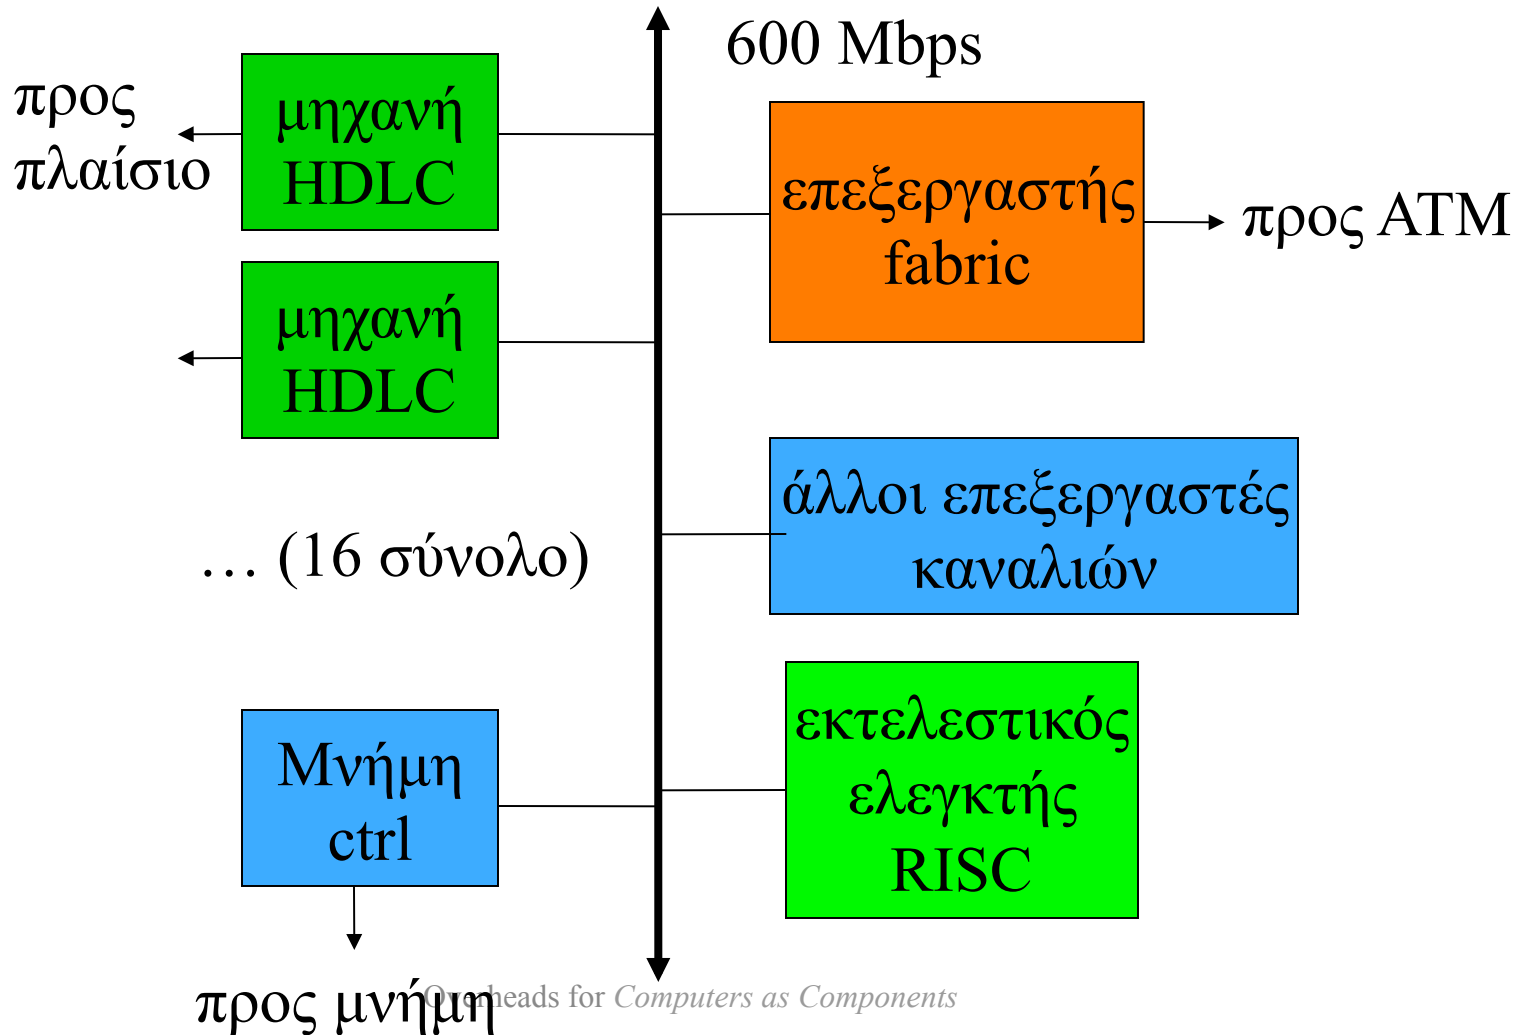 600 Mbps
προς
πλαίσιο
μηχανή
HDLC
επεξεργαστής
fabric
προς ATM
μηχανή
HDLC
άλλοι επεξεργαστές
καναλιών
… (16 σύνολο)
εκτελεστικός
ελεγκτής
RISC
Μνήμη
ctrl
προς μνήμη
Overheads for Computers as Components